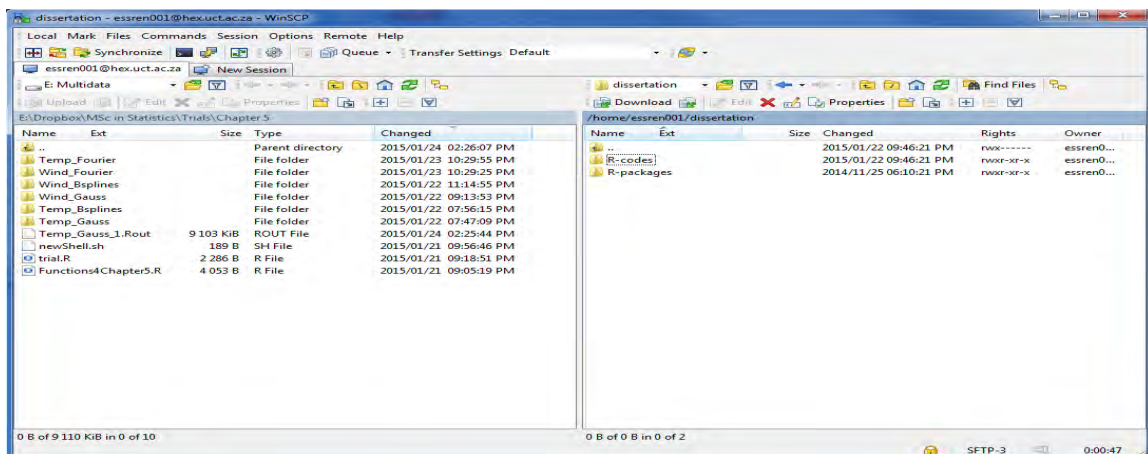 dissertation - essren001@hex.uct.ac.za - WinSCP
Local Mark Files Commands Session Options Remote Help
Synchronize Queue Transfer Settings Default
essren001@hex.uct.ac.za New Session
E: Multidata
Upload Edit Properties
E:\Dropbox\MSc in Statistics\Trials\Chapter 5
Name Ext Size Type Changed
.. Parent directory 2015/01/24 02:26:07 PM
Temp_Fourier File folder 2015/01/23 10:29:55 PM
Wind_Fourier File folder 2015/01/23 10:29:25 PM
Wind_Bsplines File folder 2015/01/22 11:14:55 PM
Wind_Gauss File folder 2015/01/22 09:13:53 PM
Temp_Bsplines File folder 2015/01/22 07:56:15 PM
Temp_Gauss File folder 2015/01/22 07:47:09 PM
Temp_Gauss_1.Rout 9 103 KiB ROUT File 2015/01/24 02:25:44 PM
newShell.sh 189 B SH File 2015/01/21 09:56:46 PM
trial.R 2 286 B R File 2015/01/21 09:18:51 PM
Functions4Chapter5.R 4 053 B R File 2015/01/21 09:05:19 PM
0 B of 9 110 KiB in 0 of 10
dissertation Find Files
Download Edit Properties
/home/essren001/dissertation
Name Ext Size Changed Rights Owner
.. 2015/01/22 09:46:21 PM rwx------ essren0...
R-codes 2015/01/22 09:46:21 PM rwxr-xr-x essren0...
R-packages 2014/11/25 06:10:21 PM rwxr-xr-x essren0...
0 B of 0 B in 0 of 2
SFTP-3 0:00:47